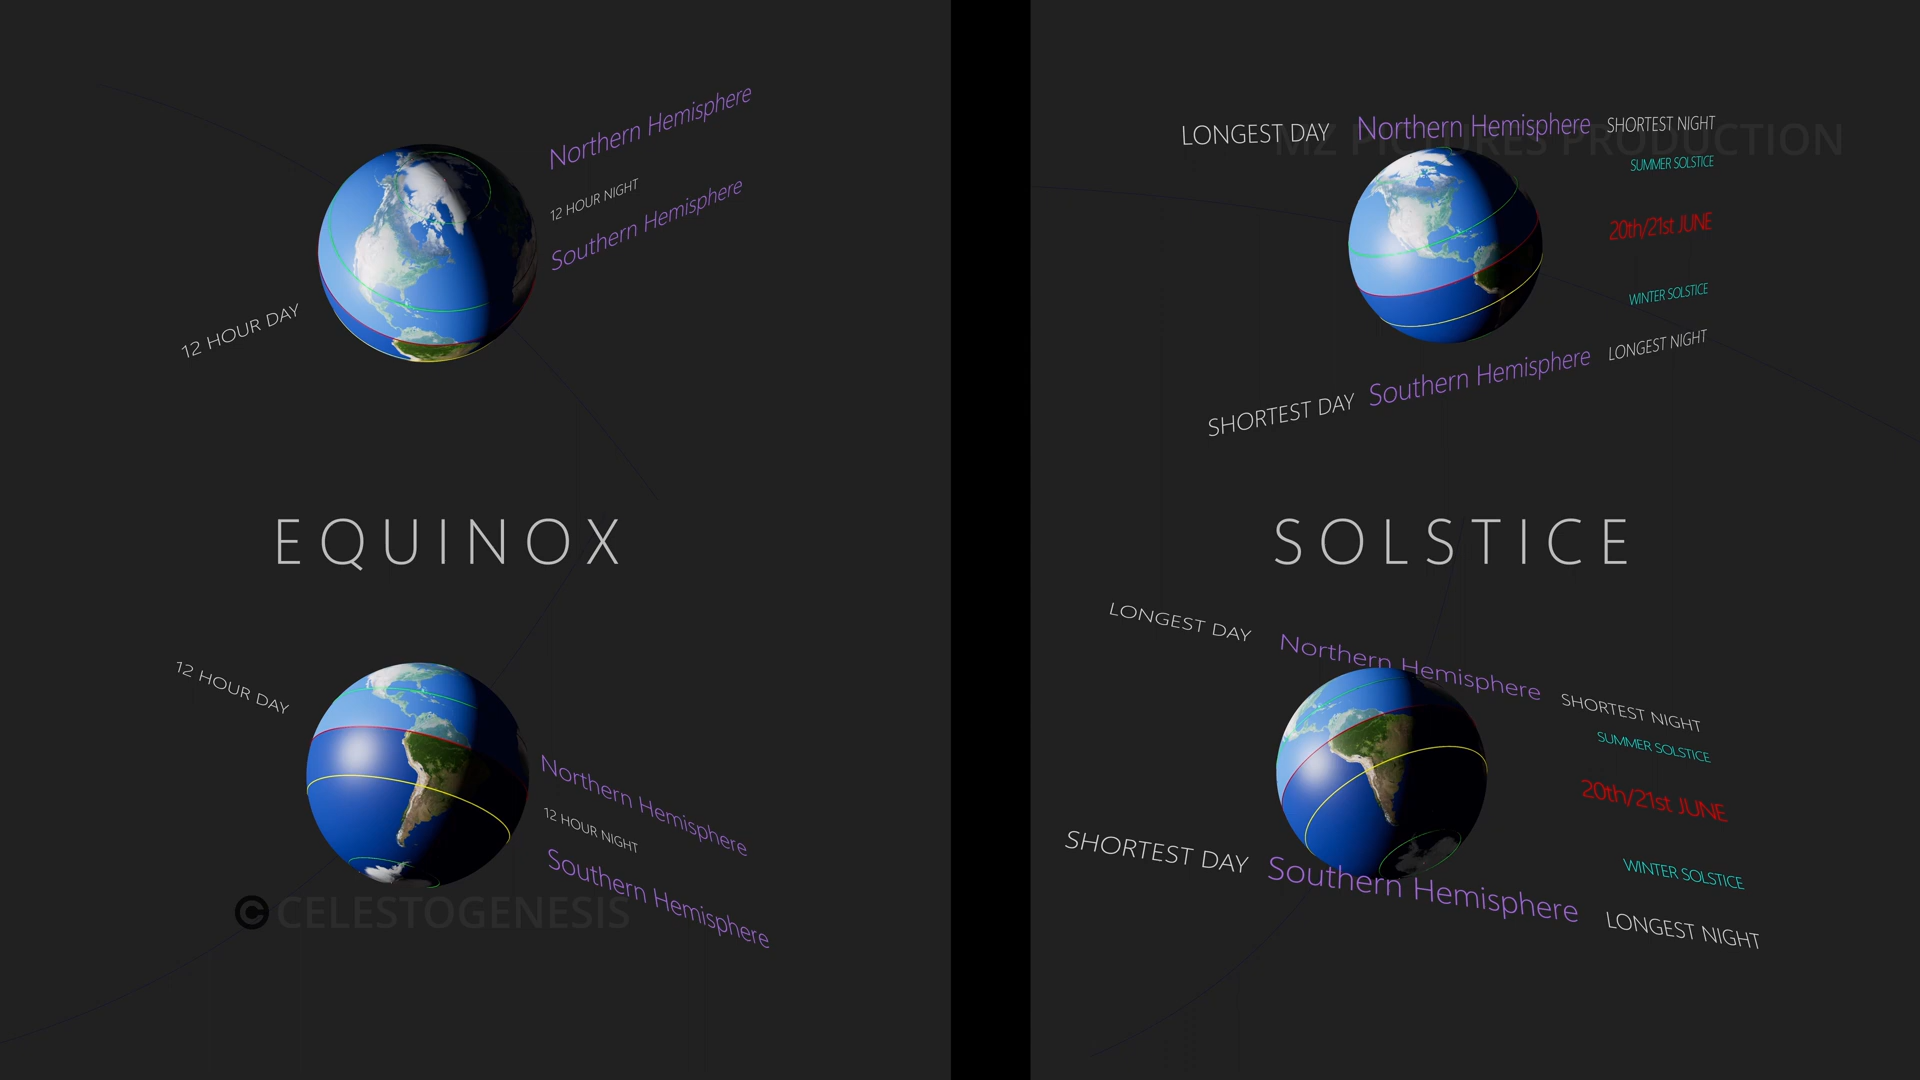 Northern Hemisphere
12 HOUR NIGHT
Southern Hemisphere
12 HOUR DAY
EQUINOX
12 HOUR DAY
Northern Hemisphere
12 HOUR NIGHT
Southern Hemisphere
© CELESTOGENESIS
MZ PICTURES PRODUCTION
LONGEST DAY Northern Hemisphere SHORTEST NIGHT
SUMMER SOLSTICE
20th/21st JUNE
WINTER SOLSTICE
SHORTEST DAY Southern Hemisphere LONGEST NIGHT
SOLSTICE
LONGEST DAY Northern Hemisphere SHORTEST NIGHT
SUMMER SOLSTICE
20th/21st JUNE
WINTER SOLSTICE
SHORTEST DAY Southern Hemisphere LONGEST NIGHT